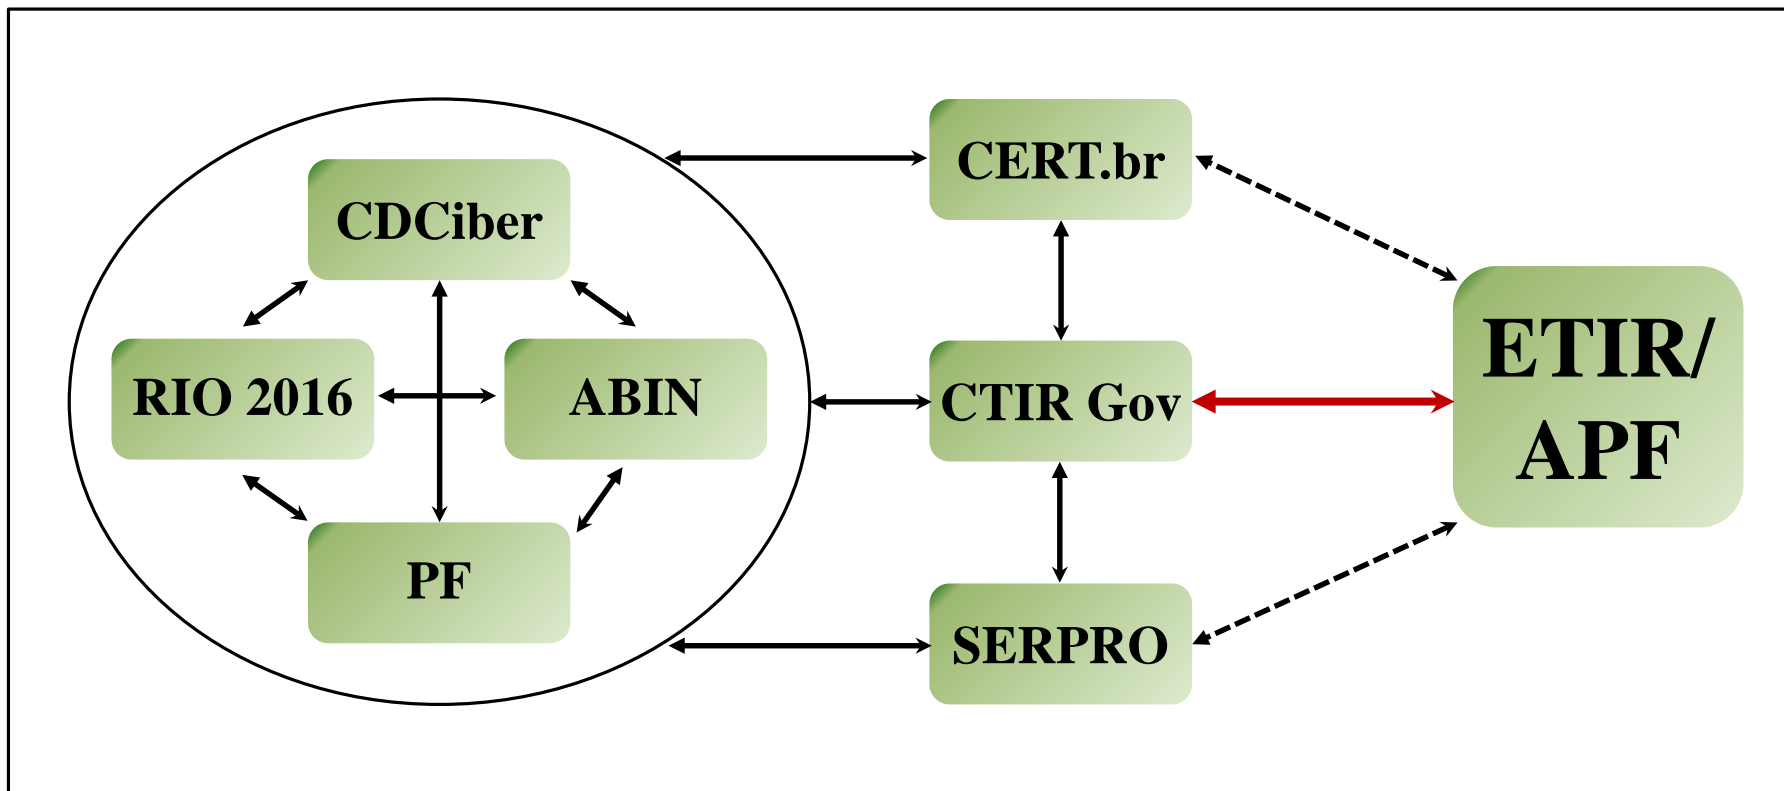 CDCiber
RIO 2016
ABIN
PF
CERT.br
CTIR Gov
SERPRO
ETIR/
APF